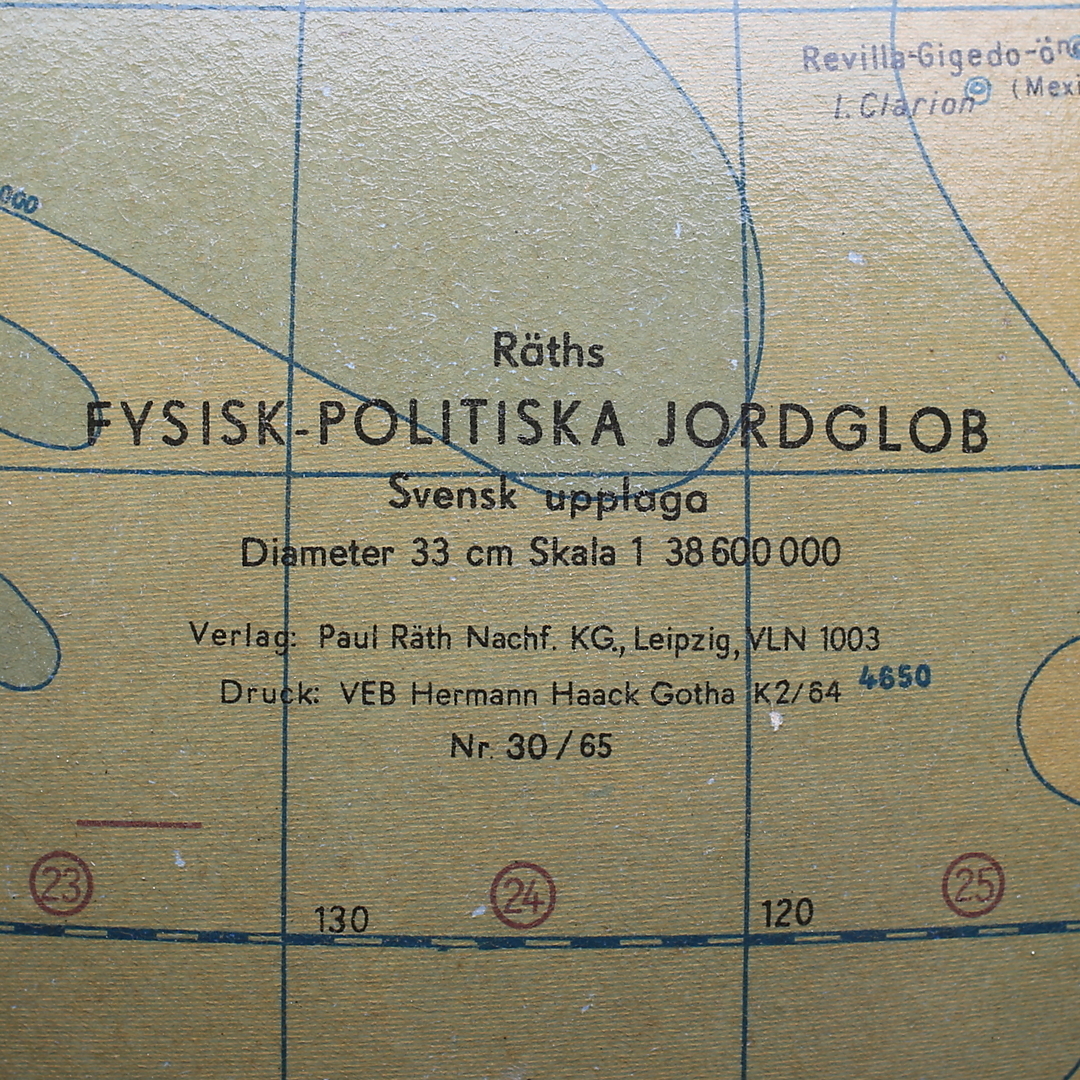 Revilla-Gigedo-ön
I. Clarion
(Mexi
000
Räths
FYSISK-POLITISKA JORDGLOB
Svensk upplaga
Diameter 33 cm Skala 1 38 600 000
Verlag: Paul Räth Nachf. KG., Leipzig, VLN 1003
Druck: VEB Hermann Haack Gotha K2/64 4650
Nr. 30/65
23
24
25
130
120